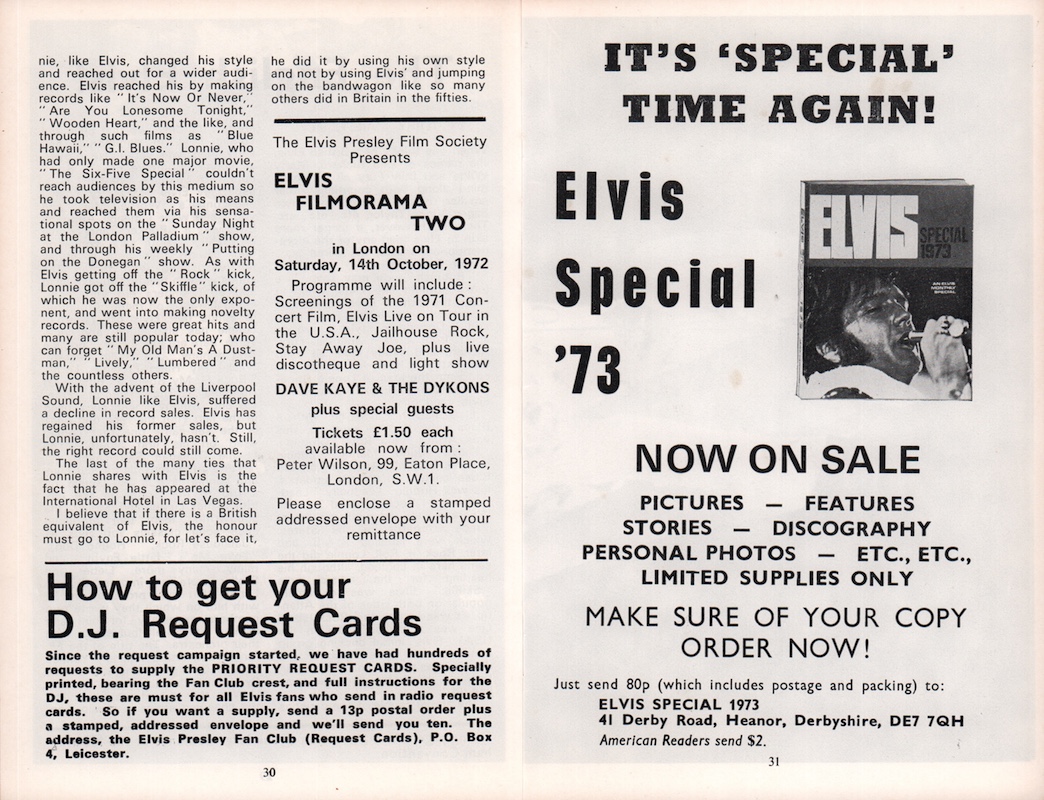 nie, like Elvis, changed his style
and reached out for a wider audi-
ence. Elvis reached his by making
records like "It's Now Or Never,"
"Are You Lonesome Tonight,"
"Wooden Heart," and the like, and
through such films as "Blue
Hawaii," "G.I. Blues." Lonnie, who
had only made one major movie,
"The Six-Five Special" couldn't
reach audiences by this medium so
he took television as his means
and reached them via his sensa-
tional spots on the "Sunday Night
at the London Palladium" show,
and through his weekly "Putting
on the Donegan" show. As with
Elvis getting off the "Rock" kick,
Lonnie got off the "Skiffle" kick, of
which he was now the only expo-
nent, and went into making novelty
records. These were great hits and
many are still popular today; who
can forget "My Old Man's A Dust-
man," "Lively," "Lumbered" and
the countless others.
With the advent of the Liverpool
Sound, Lonnie like Elvis, suffered
a decline in record sales. Elvis has
regained his former sales, but
Lonnie, unfortunately, hasn't. Still,
the right record could still come.
The last of the many ties that
Lonnie shares with Elvis is the
fact that he has appeared at the
International Hotel in Las Vegas.
I believe that if there is a British
equivalent of Elvis, the honour
must go to Lonnie, for let's face it,
he did it by using his own style
and not by using Elvis' and jumping
on the bandwagon like so many
others did in Britain in the fifties.
The Elvis Presley Film Society
Presents
ELVIS
FILMORAMA
TWO
in London on
Saturday, 14th October, 1972
Programme will include:
Screenings of the 1971 Con-
cert Film, Elvis Live on Tour in
the U.S.A., Jailhouse Rock,
Stay Away Joe, plus live
discotheque and light show
DAVE KAYE & THE DYKONS
plus special guests
Tickets £1.50 each
available now from:
Peter Wilson, 99, Eaton Place,
London, S.W.1.
Please enclose a stamped
addressed envelope with your
remittance
How to get your
D.J. Request Cards
Since the request campaign started, we have had hundreds of
requests to supply the PRIORITY REQUEST CARDS. Specially
printed, bearing the Fan Club crest, and full instructions for the
DJ, these are must for all Elvis fans who send in radio request
cards. So if you want a supply, send a 13p postal order plus
a stamped, addressed envelope and we'll send you ten. The
address, the Elvis Presley Fan Club (Request Cards), P.O. Box
4, Leicester.
30
IT'S 'SPECIAL'
TIME AGAIN!
Elvis
Special
'73
ELVIS
SPECIAL
1973
AN ELVIS
MONTHLY
SPECIAL
NOW ON SALE
PICTURES — FEATURES
STORIES — DISCOGRAPHY
PERSONAL PHOTOS — ETC., ETC.,
LIMITED SUPPLIES ONLY
MAKE SURE OF YOUR COPY
ORDER NOW!
Just send 80p (which includes postage and packing) to:
ELVIS SPECIAL 1973
41 Derby Road, Heanor, Derbyshire, DE7 7QH
American Readers send $2.
31